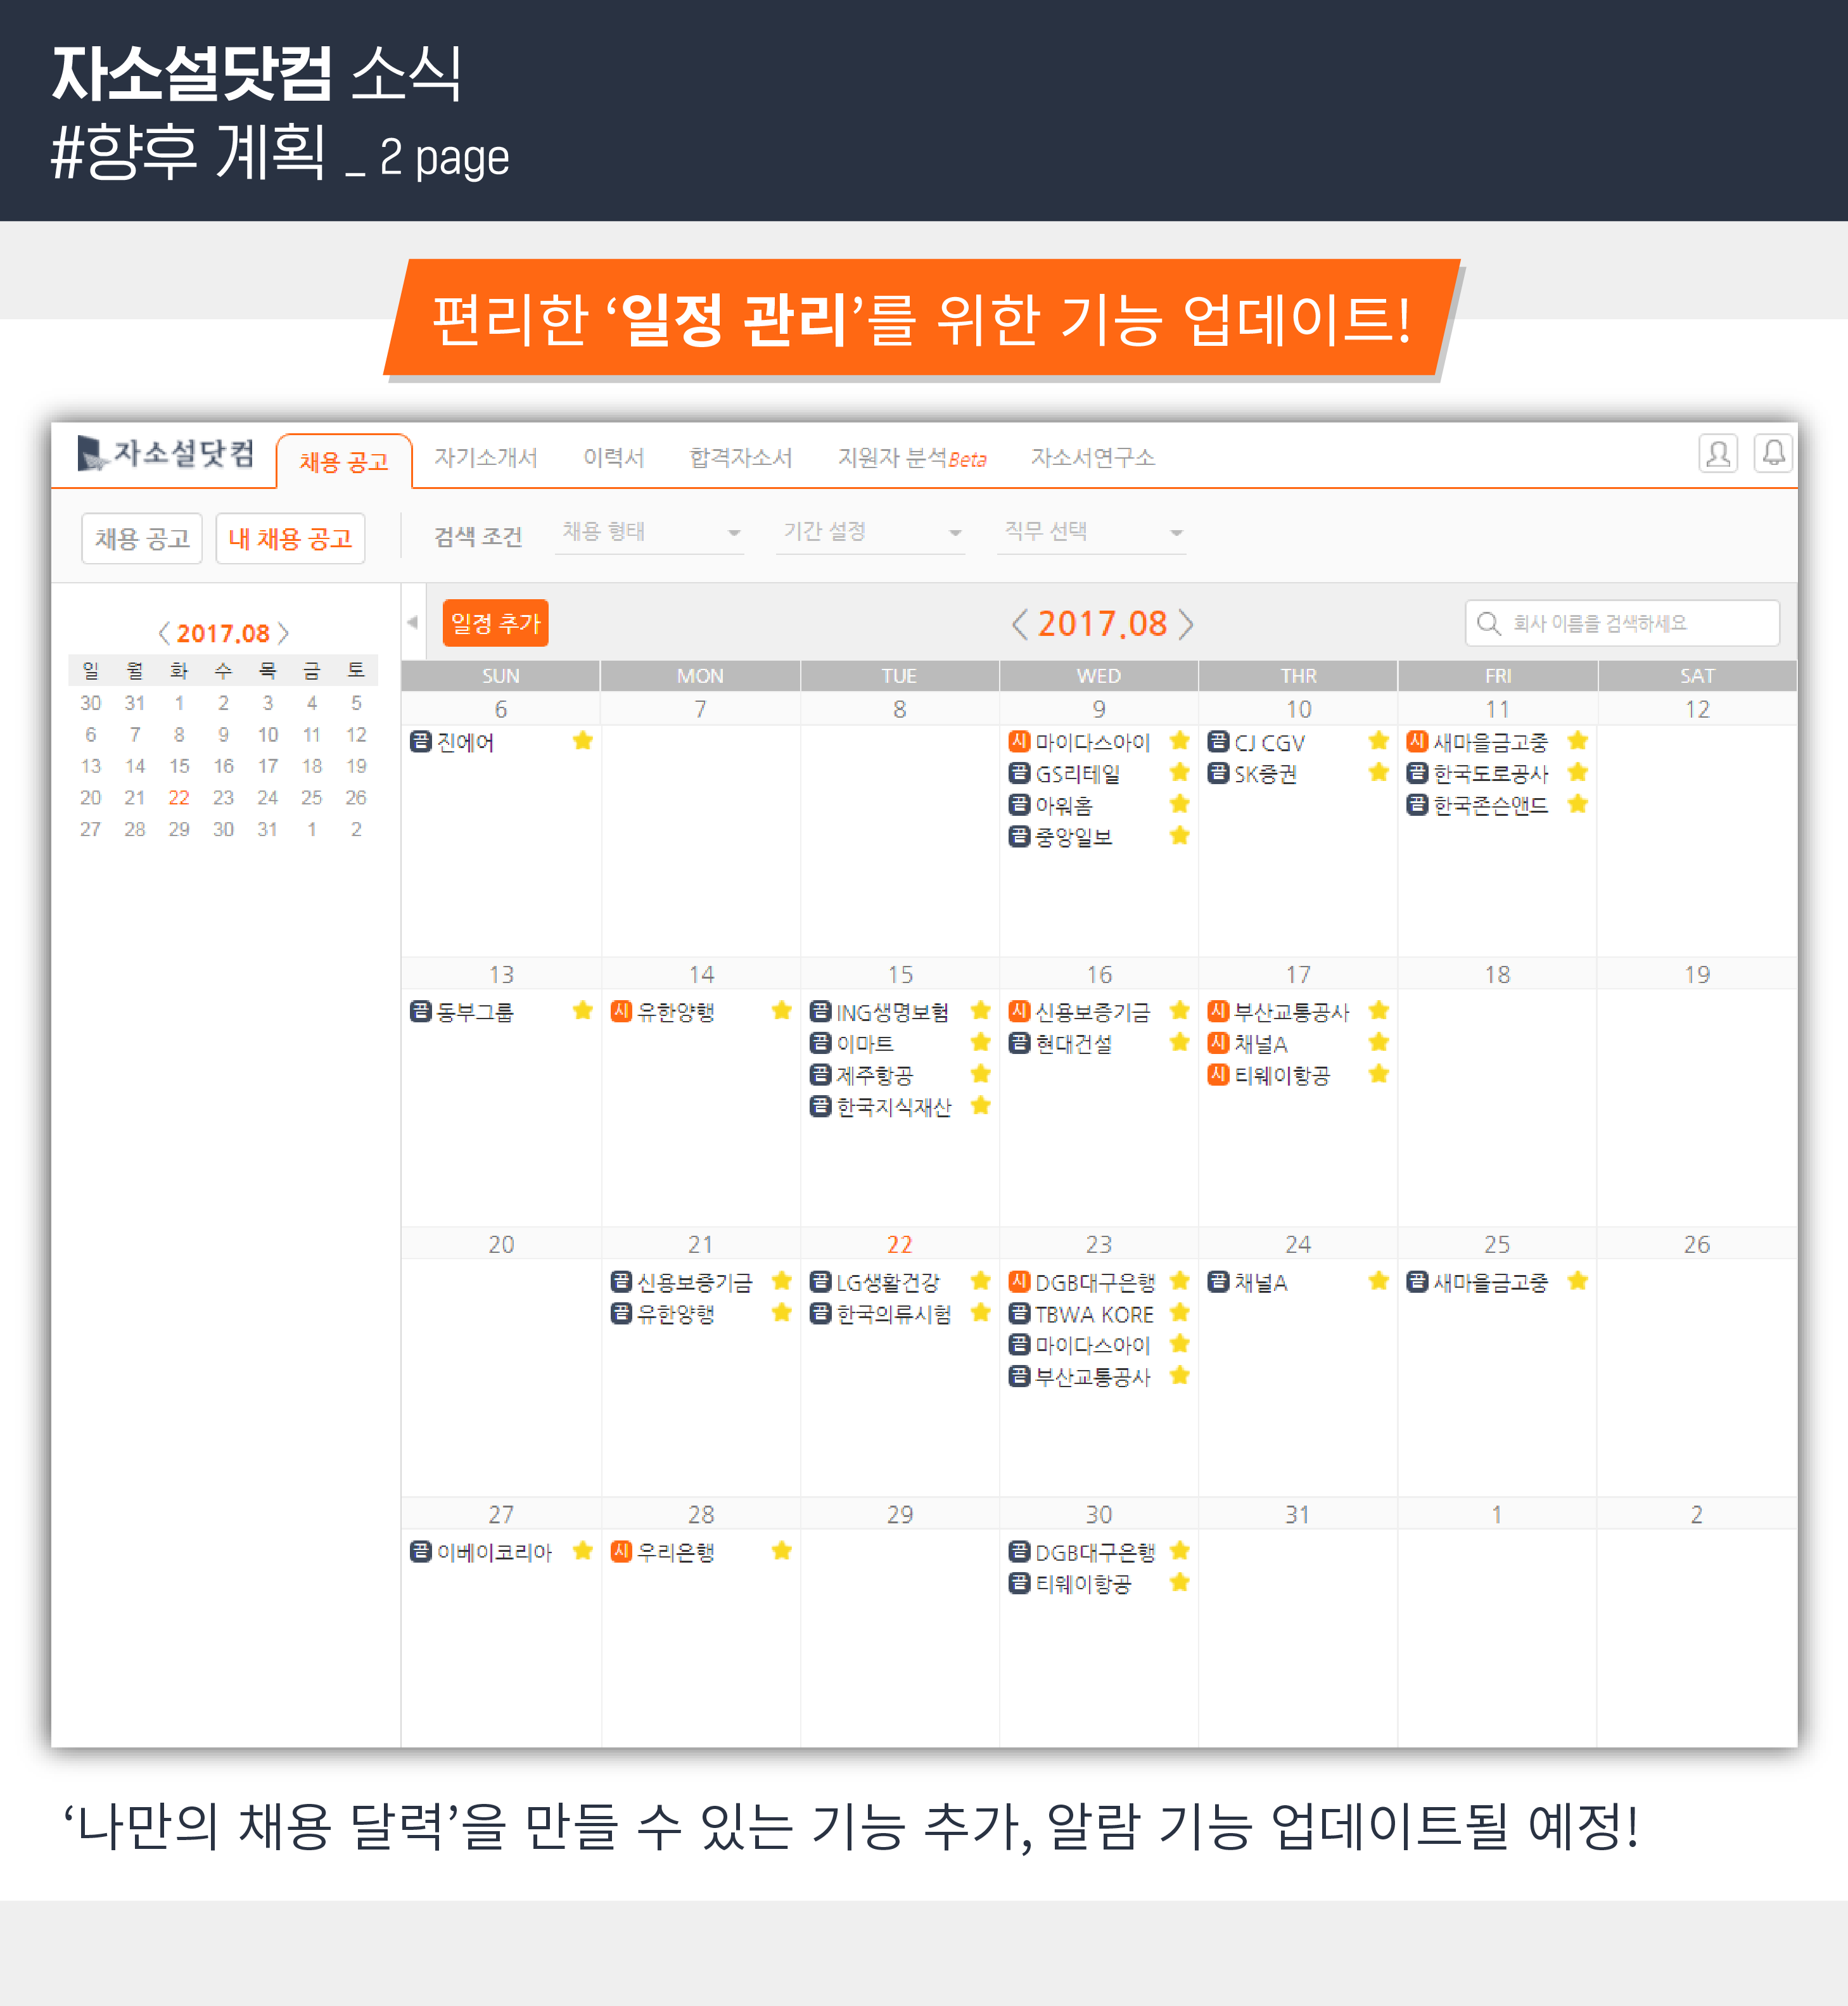 자소설닷컴 소식
#향후 계획 _ 2 page
편리한 ‘일정 관리’를 위한 기능 업데이트!
자소설닷컴 채용 공고 자기소개서 이력서 합격자소서 지원자 분석Beta 자소서연구소
채용 공고 내 채용 공고 검색 조건 채용 형태 기간 설정 직무 선택
2017.08
일 월 화 수 목 금 토
30 31 1 2 3 4 5
6 7 8 9 10 11 12
13 14 15 16 17 18 19
20 21 22 23 24 25 26
27 28 29 30 31 1 2
일정 추가 2017.08 회사 이름을 검색하세요
SUN MON TUE WED THR FRI SAT
6 7 8 9 10 11 12
끝 진에어 시 마이다스아이 끝 CJ CGV 시 새마을금고중
끝 GS리테일 끝 SK증권 끝 한국도로공사
끝 아워홈 끝 한국존슨앤드
끝 중앙일보
13 14 15 16 17 18 19
끝 동부그룹 시 유한양행 끝 ING생명보험 시 신용보증기금 시 부산교통공사
끝 이마트 끝 현대건설 시 채널A
끝 제주항공 시 티웨이항공
끝 한국지식재산
20 21 22 23 24 25 26
끝 신용보증기금 끝 LG생활건강 시 DGB대구은행 끝 채널A 끝 새마을금고중
끝 유한양행 끝 한국의류시험 끝 TBWA KORE
끝 마이다스아이
끝 부산교통공사
27 28 29 30 31 1 2
끝 이베이코리아 시 우리은행 끝 DGB대구은행
끝 티웨이항공
‘나만의 채용 달력’을 만들 수 있는 기능 추가, 알람 기능 업데이트될 예정!